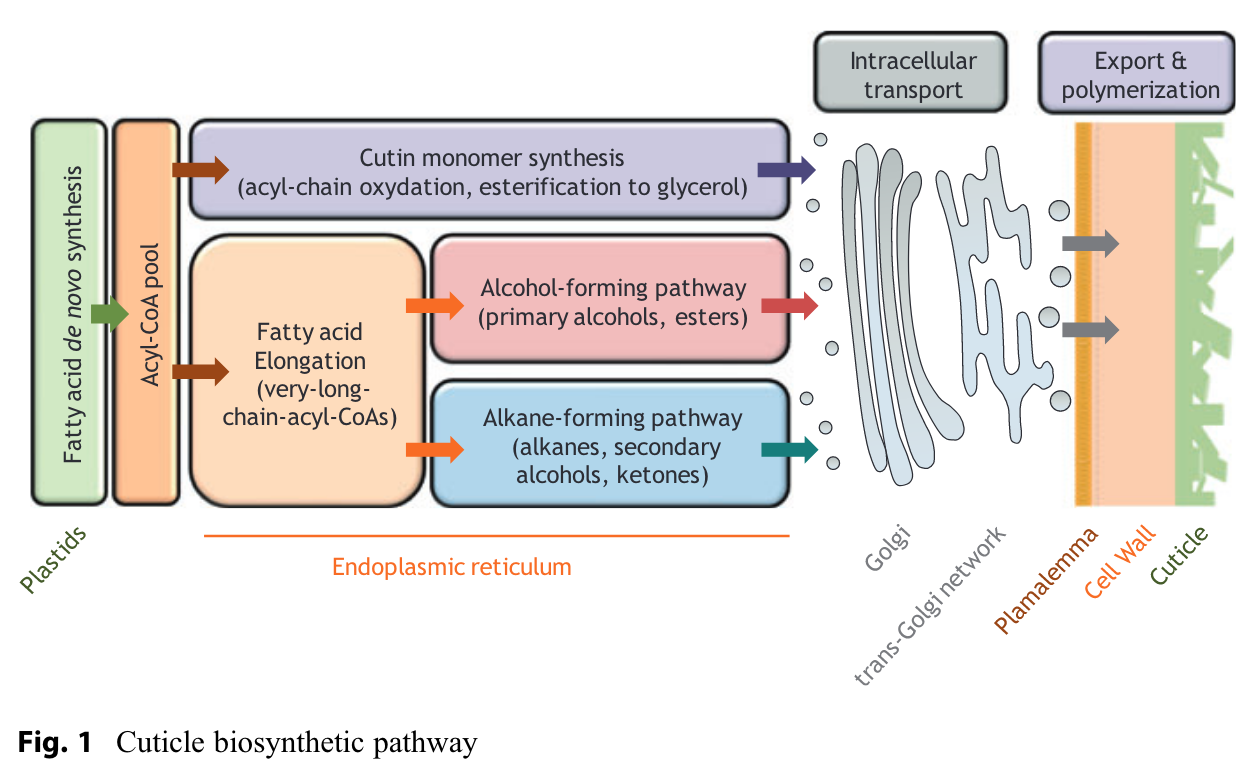 Intracellular
transport
Export &
polymerization
Fatty acid de novo synthesis
Acyl-CoA pool
Cutin monomer synthesis
(acyl-chain oxydation, esterification to glycerol)
Fatty acid
Elongation
(very-long-
chain-acyl-CoAs)
Alcohol-forming pathway
(primary alcohols, esters)
Alkane-forming pathway
(alkanes, secondary
alcohols, ketones)
Plastids
Endoplasmic reticulum
Golgi
trans-Golgi network
Plamalemma
Cell Wall
Cuticle
Fig. 1 Cuticle biosynthetic pathway